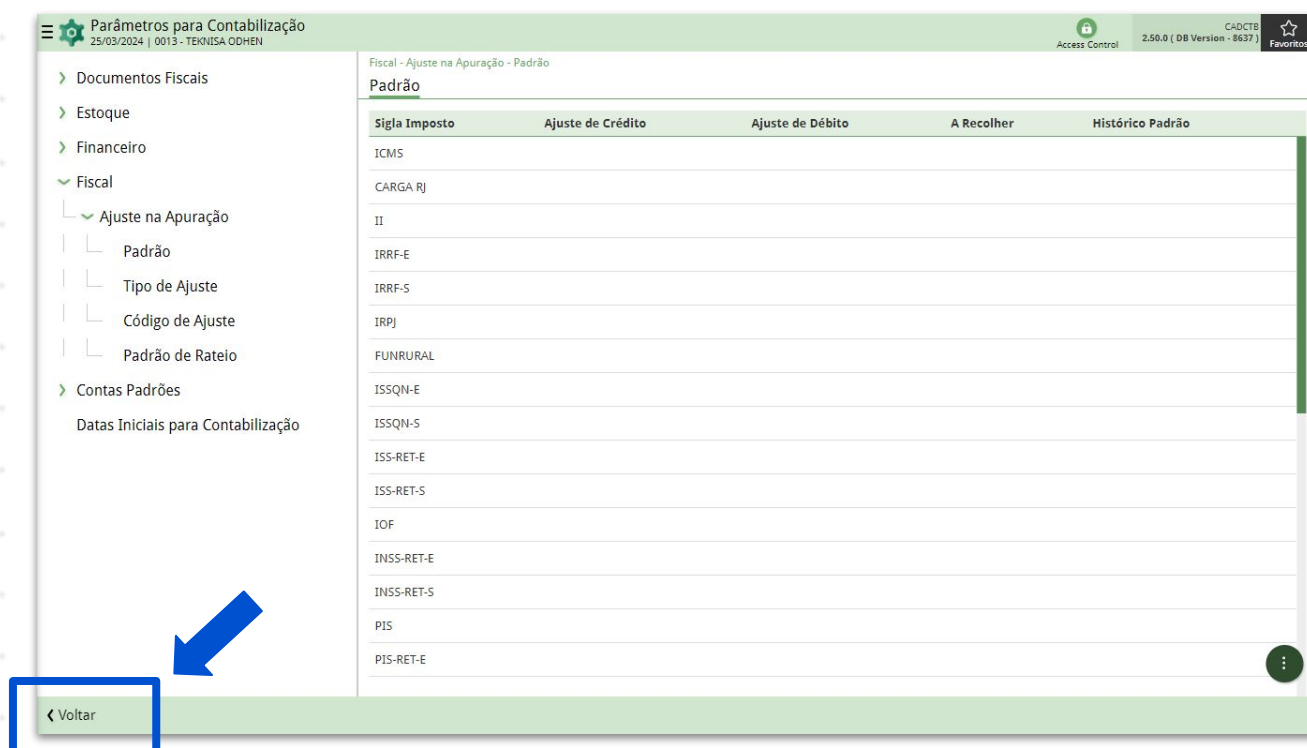 Parâmetros para Contabilização
25/03/2024 | 0013 - TEKNISA ODHEN
Access Control
CADCTB
2.50.0 ( DB Version - 8637 )
Favoritos
Documentos Fiscais
Estoque
Financeiro
Fiscal
Ajuste na Apuração
Padrão
Tipo de Ajuste
Código de Ajuste
Padrão de Rateio
Contas Padrões
Datas Iniciais para Contabilização
Fiscal - Ajuste na Apuração - Padrão
Padrão
Sigla Imposto Ajuste de Crédito Ajuste de Débito A Recolher Histórico Padrão
ICMS
CARGA RJ
II
IRRF-E
IRRF-S
IRPJ
FUNRURAL
ISSQN-E
ISSQN-S
ISS-RET-E
ISS-RET-S
IOF
INSS-RET-E
INSS-RET-S
PIS
PIS-RET-E
Voltar